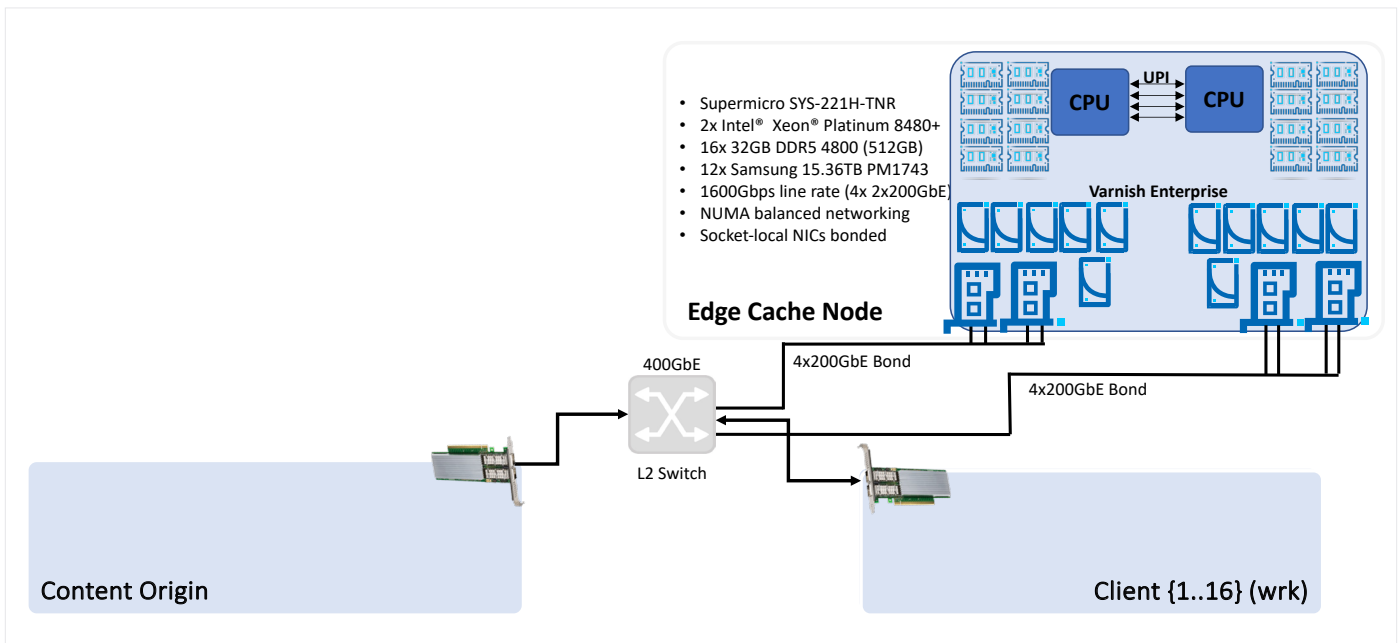 • Supermicro SYS-221H-TNR
• 2x Intel® Xeon® Platinum 8480+
• 16x 32GB DDR5 4800 (512GB)
• 12x Samsung 15.36TB PM1743
• 1600Gbps line rate (4x 2x200GbE)
• NUMA balanced networking
• Socket-local NICs bonded
Edge Cache Node
CPU
UPI
CPU
Varnish Enterprise
4x200GbE Bond
4x200GbE Bond
400GbE
L2 Switch
Content Origin
Client {1..16} (wrk)